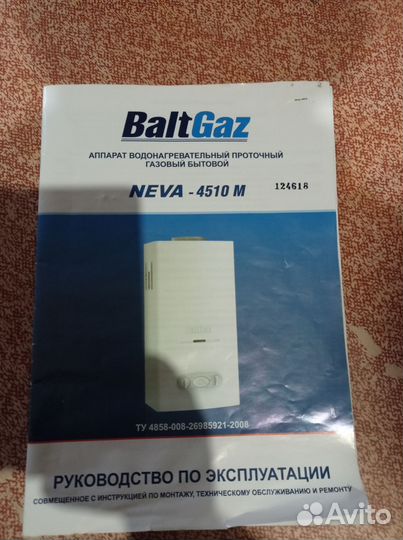 BaltGaz
АППАРАТ ВОДОНАГРЕВАТЕЛЬНЫЙ ПРОТОЧНЫЙ
ГАЗОВЫЙ БЫТОВОЙ
NEVA - 4510 М 124618
BaltGaz
ТУ 4858-008-26985921-2008
РУКОВОДСТВО ПО ЭКСПЛУАТАЦИИ
СОВМЕЩЕННОЕ С ИНСТРУКЦИЕЙ ПО МОНТАЖУ, ТЕХНИЧЕСКОМУ ОБСЛУЖИВАНИЮ И РЕМОНТУ
Avito